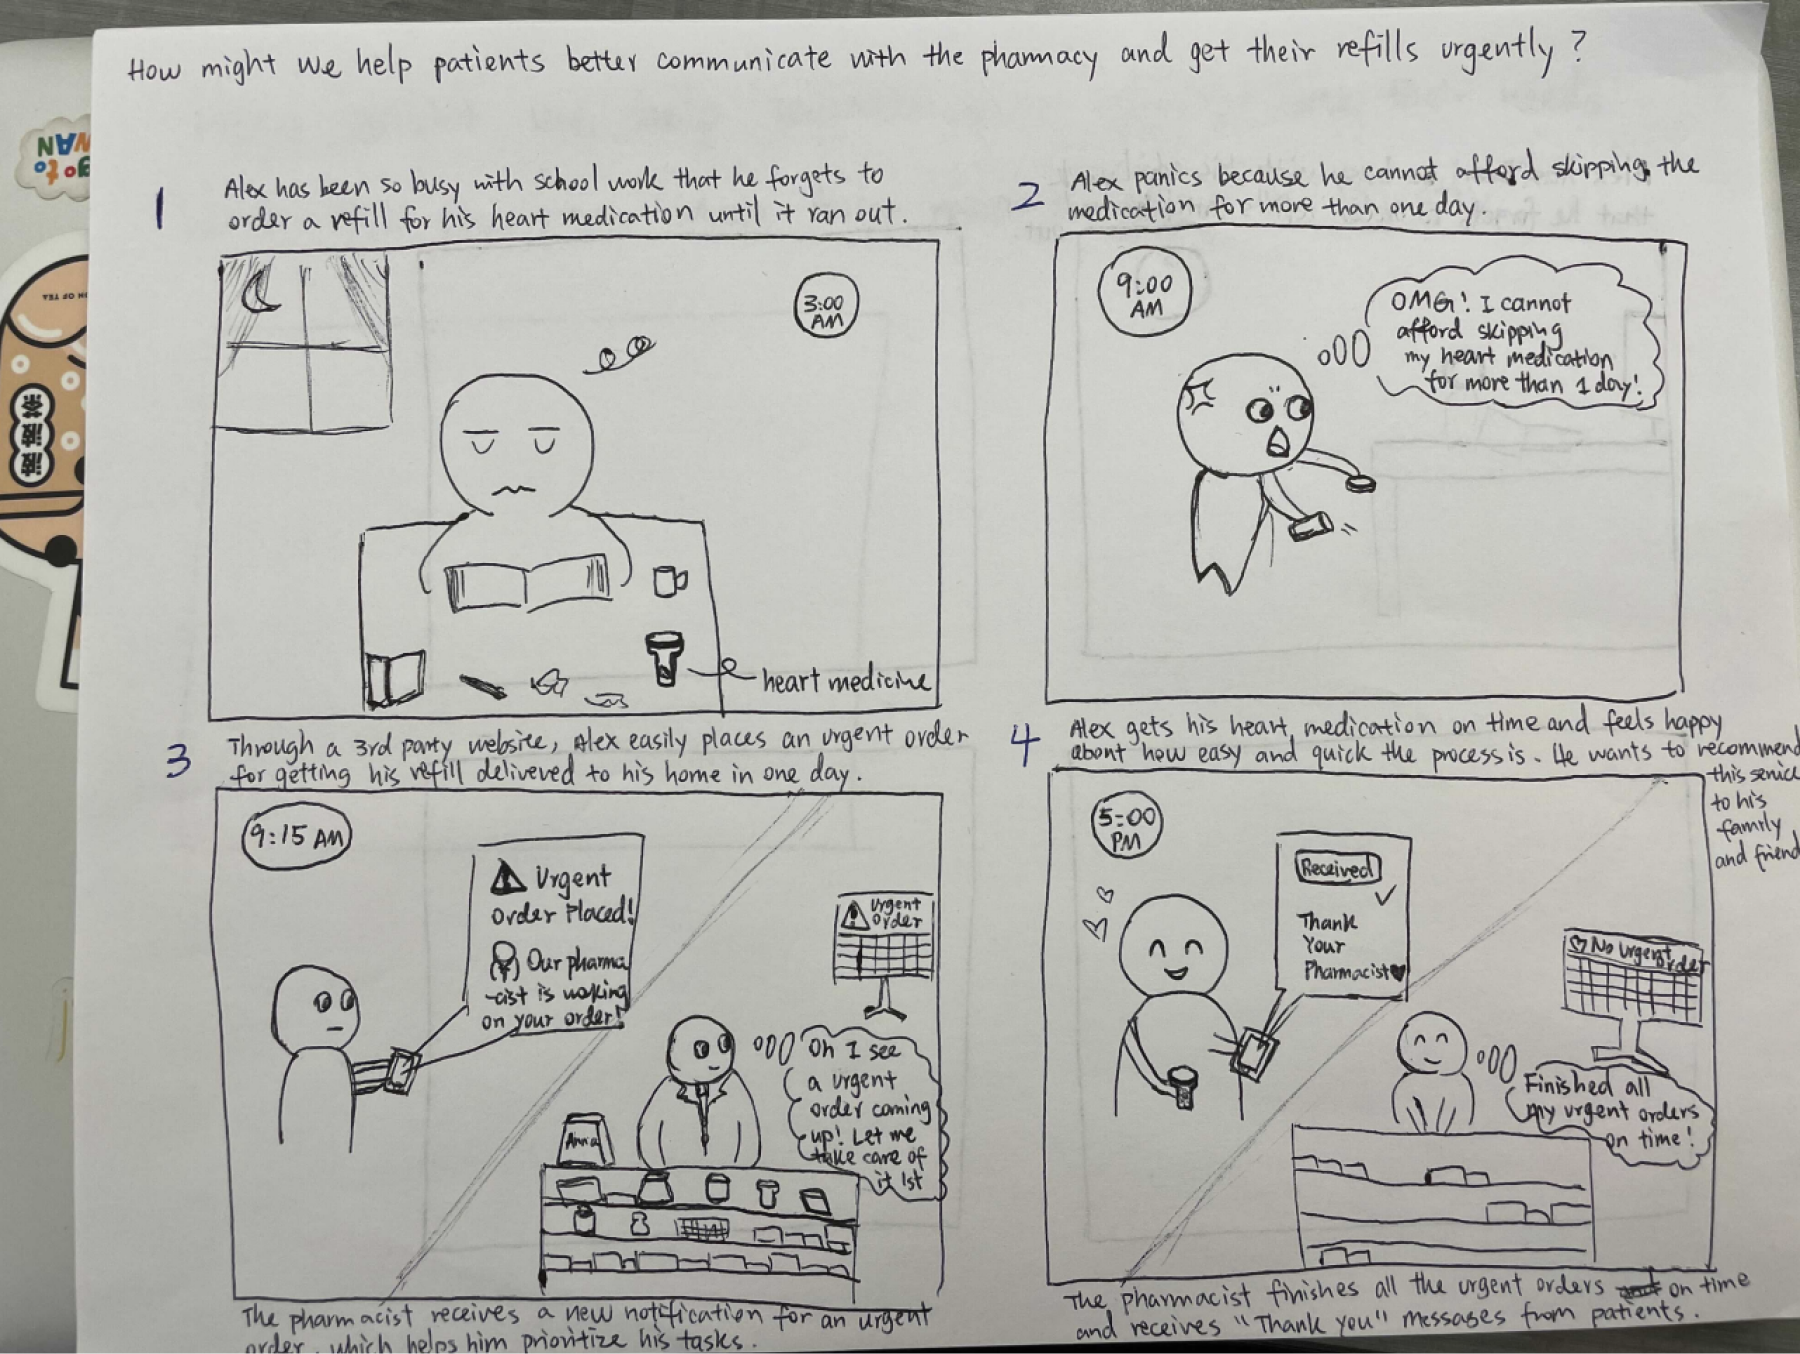 How might we help patients better communicate with the pharmacy and get their refills urgently?
1
Alex has been so busy with school work that he forgets to
order a refill for his heart medication until it ran out.
3:00
AM
heart medicine
2
Alex panics because he cannot afford skipping the
medication for more than one day.
9:00
AM
OMG! I cannot
afford skipping
my heart medication
for more than 1 day!
3
Through a 3rd party website, Alex easily places an urgent order
for getting his refill delivered to his home in one day.
9:15 AM
Urgent
Order Placed!
Our pharma
-cist is working
on your order!
Urgent
Order
Oh I see
a urgent
order coming
up! Let me
take care of
it 1st
Anna
The pharmacist receives a new notification for an urgent
order, which helps him prioritize his tasks.
4
Alex gets his heart medication on time and feels happy
about how easy and quick the process is. He wants to recommend
this service
to his
family
and friend
5:00
PM
Received
Thank
Your
Pharmacist
No Urgent
order
Finished all
my urgent orders
on time!
The pharmacist finishes all the urgent orders on time
and receives "Thank you" messages from patients.
go to
WAN
茶
波
波